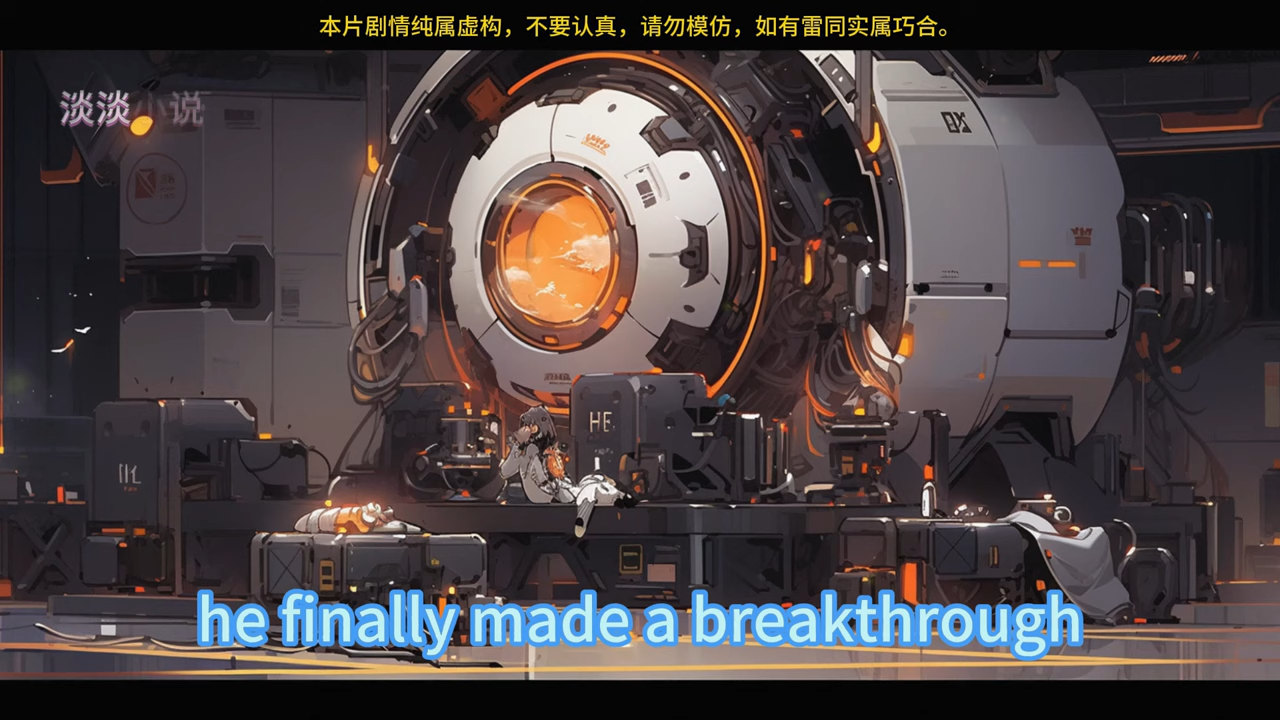 本片剧情纯属虚构，不要认真，请勿模仿，如有雷同实属巧合。
淡淡小说
HE
he finally made a breakthrough